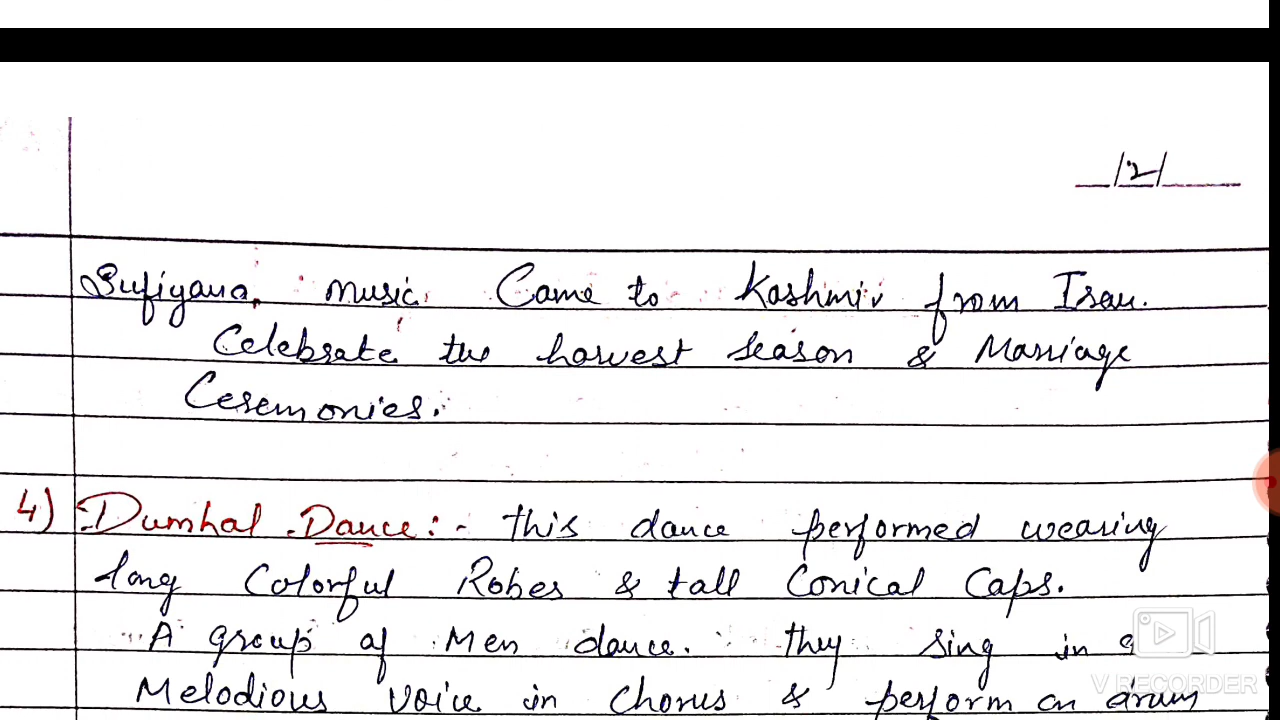 /2/
Sufiyana music Came to Kashmir from Iran.
Celebrate the harvest season & Marriage
Ceremonies.
4) Dumhal Dance:- this dance performed wearing
long Colorful Robes & tall Conical Caps.
A group of Men dance. they sing in a
Melodious voice in Chorus & perform on drum
V RECORDER